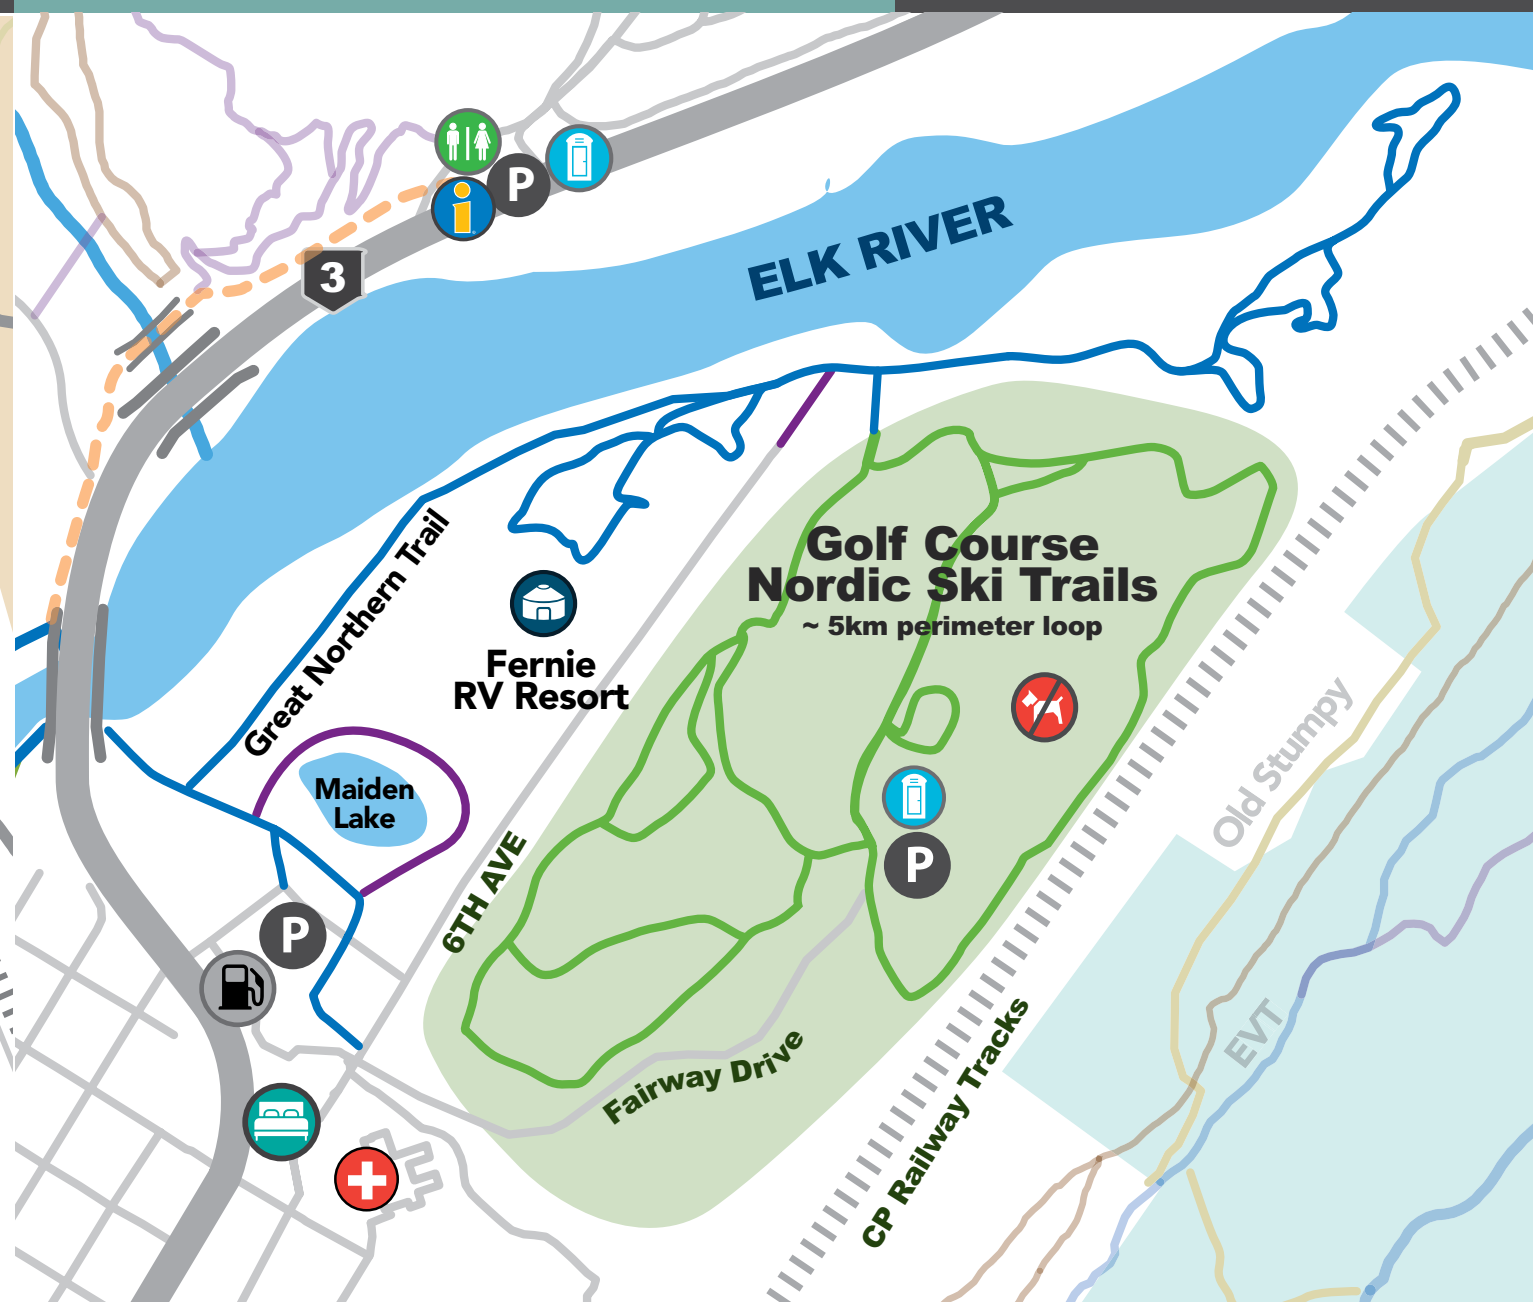 P
i
3
ELK RIVER
Great Northern Trail
Golf Course
Nordic Ski Trails
~ 5km perimeter loop
Fernie
RV Resort
Maiden
Lake
Old Stumpy
6TH AVE
P
P
EVT
Fairway Drive
CP Railway Tracks